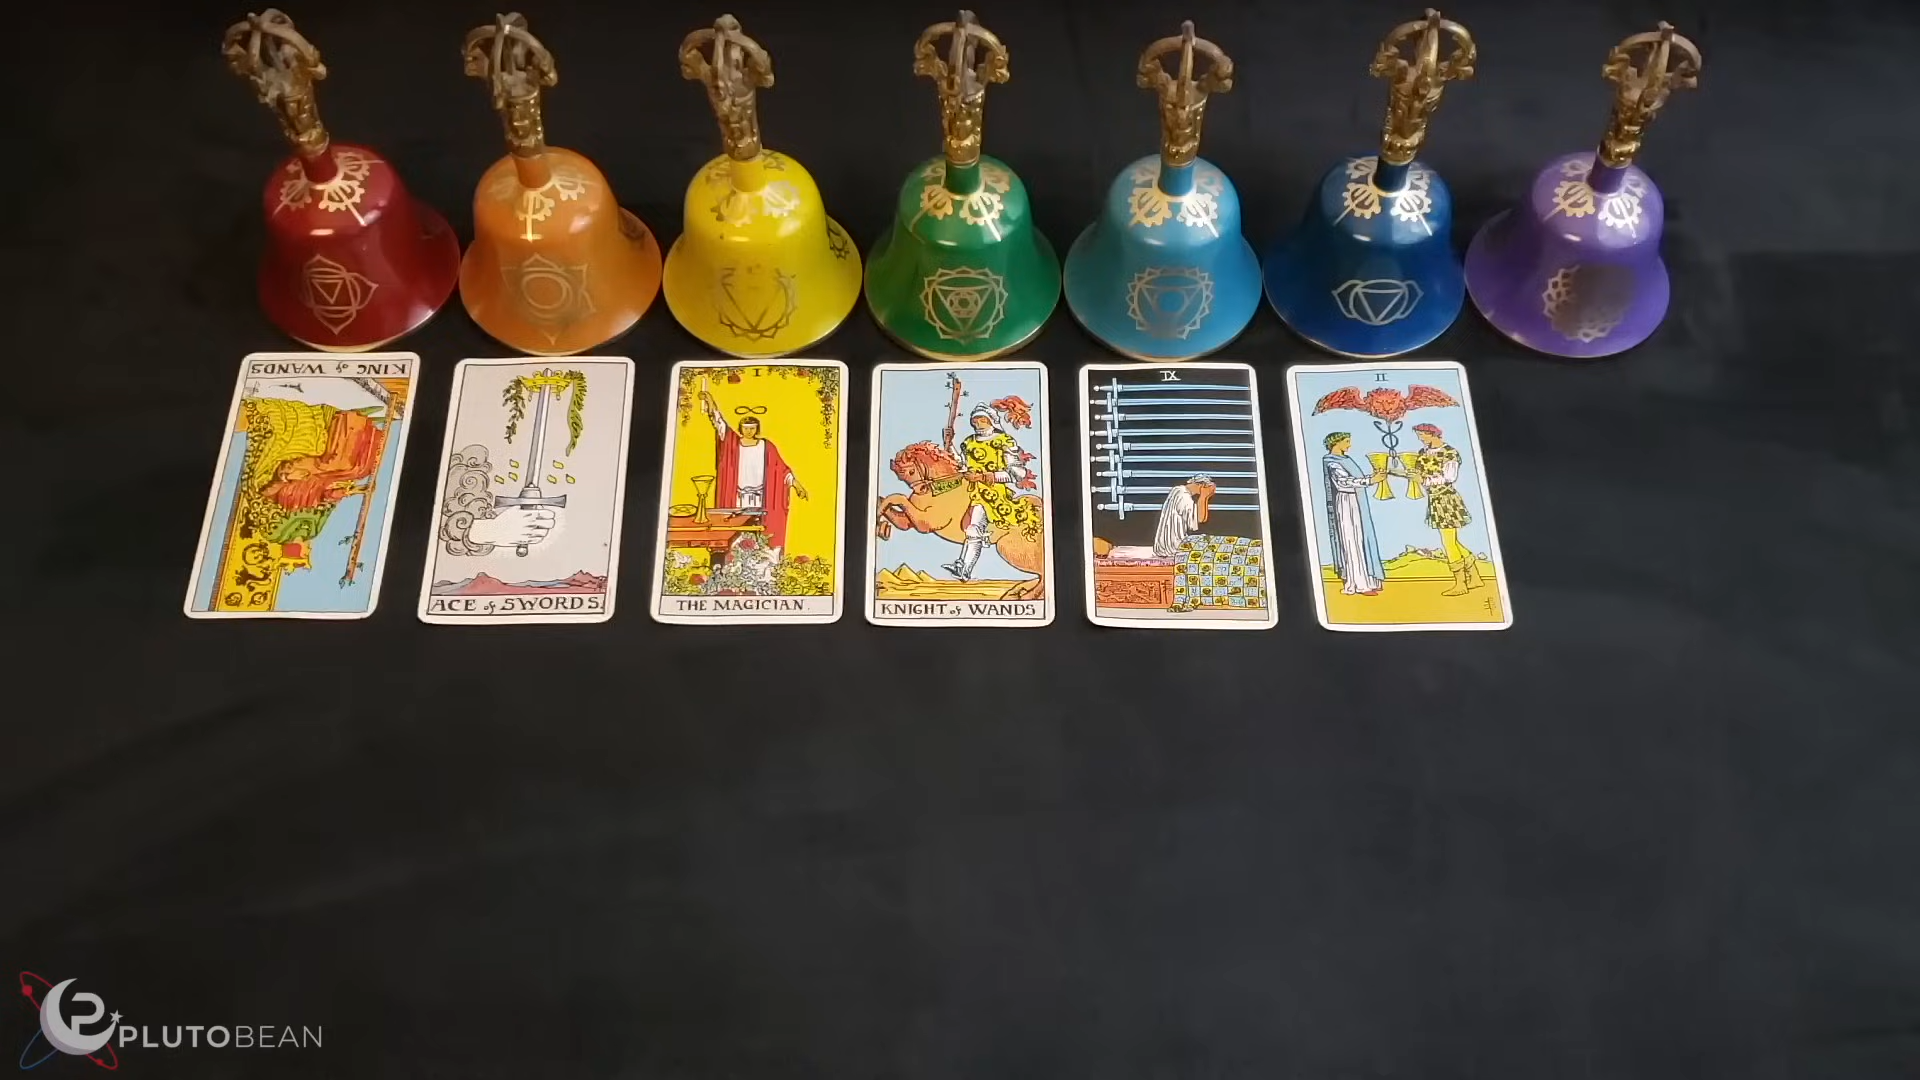 KING of WANDS
ACE of SWORDS.
I
THE MAGICIAN.
KNIGHT of WANDS
IX
II
PLUTOBEAN